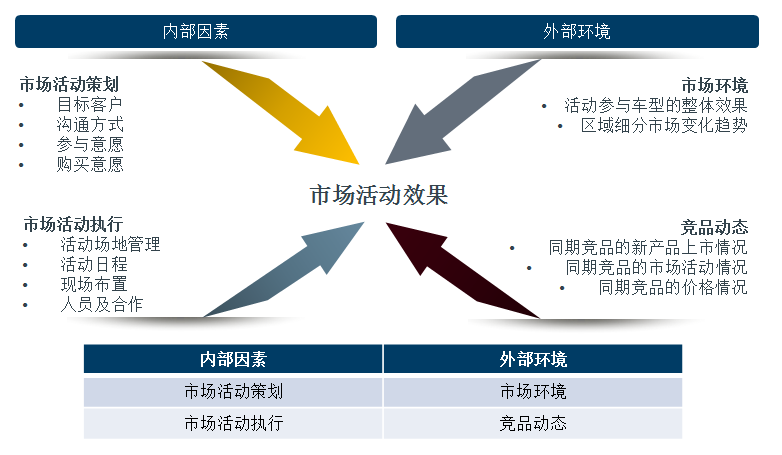 内部因素
外部环境
市场活动策划
• 目标客户
• 沟通方式
• 参与意愿
• 购买意愿
市场环境
• 活动参与车型的整体效果
• 区域细分市场变化趋势
市场活动效果
市场活动执行
• 活动场地管理
• 活动日程
• 现场布置
• 人员及合作
竞品动态
• 同期竞品的新产品上市情况
• 同期竞品的市场活动情况
• 同期竞品的价格情况
内部因素 外部环境
市场活动策划 市场环境
市场活动执行 竞品动态